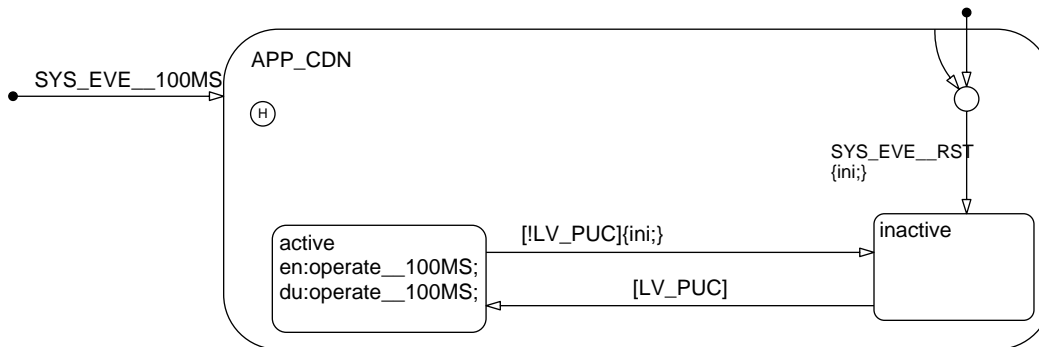 APP_CDN
SYS_EVE__100MS
H
SYS_EVE__RST
{ini;}
[!LV_PUC]{ini;}
inactive
active
en:operate__100MS;
du:operate__100MS;
[LV_PUC]